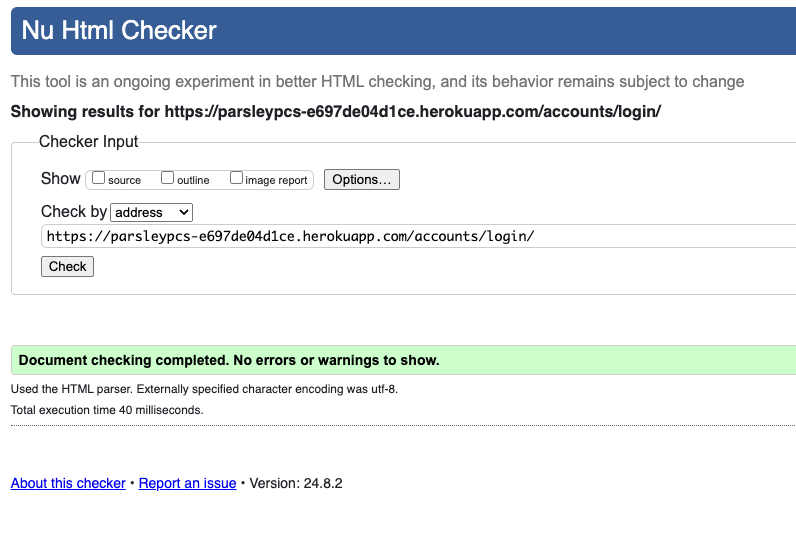 Nu Html Checker
This tool is an ongoing experiment in better HTML checking, and its behavior remains subject to change
Showing results for https://parsleypcs-e697de04d1ce.herokuapp.com/accounts/login/
Checker Input
Show source outline image report Options...
Check by address
https://parsleypcs-e697de04d1ce.herokuapp.com/accounts/login/
Check
Document checking completed. No errors or warnings to show.
Used the HTML parser. Externally specified character encoding was utf-8.
Total execution time 40 milliseconds.
About this checker • Report an issue • Version: 24.8.2